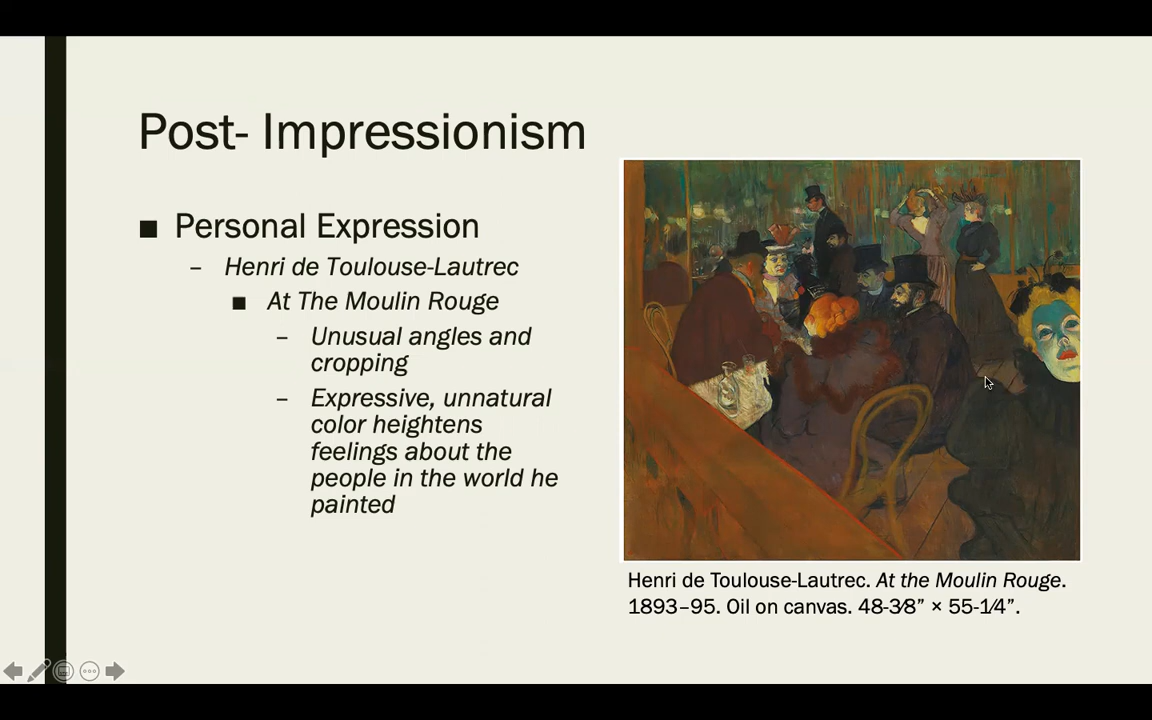 Post- Impressionism
■ Personal Expression
– Henri de Toulouse-Lautrec
■ At The Moulin Rouge
– Unusual angles and
cropping
– Expressive, unnatural
color heightens
feelings about the
people in the world he
painted
Henri de Toulouse-Lautrec. At the Moulin Rouge.
1893–95. Oil on canvas. 48-3⁄8” × 55-1⁄4”.